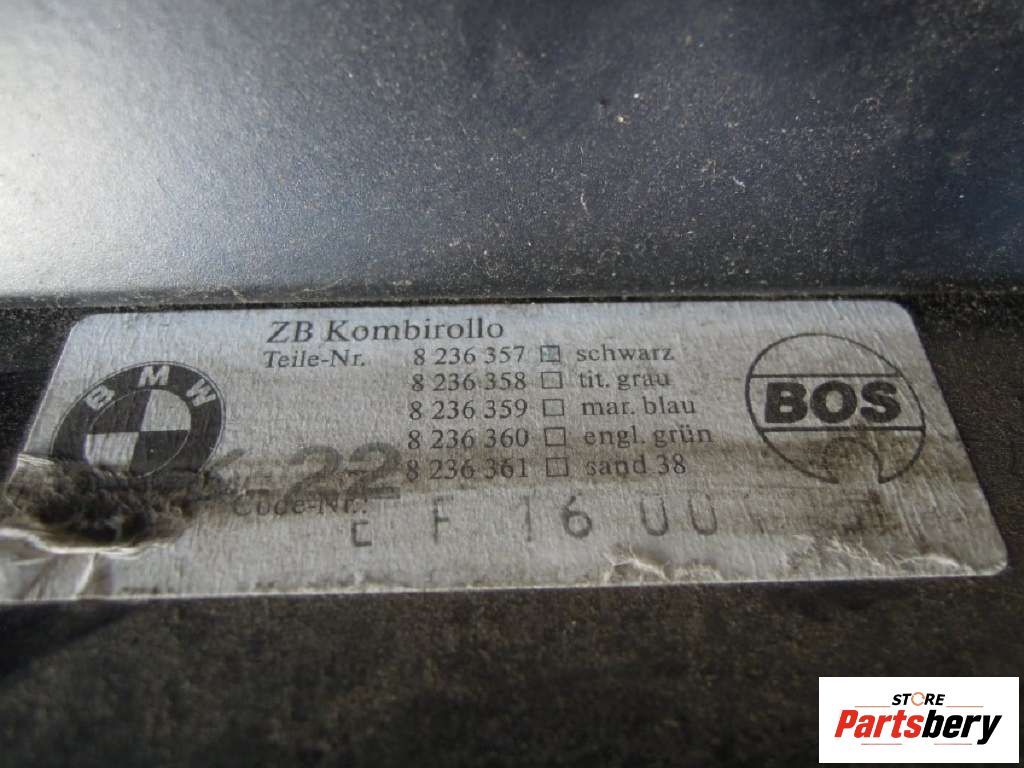 ZB Kombirollo
Teile-Nr. 8 236 357 schwarz
8 236 358 tit. grau
8 236 359 mar. blau
8 236 360 engl. grün
8 236 361 sand 38
BMW
BOS
22
Code-Nr.:
E F 16 00
STORE
Partsbery